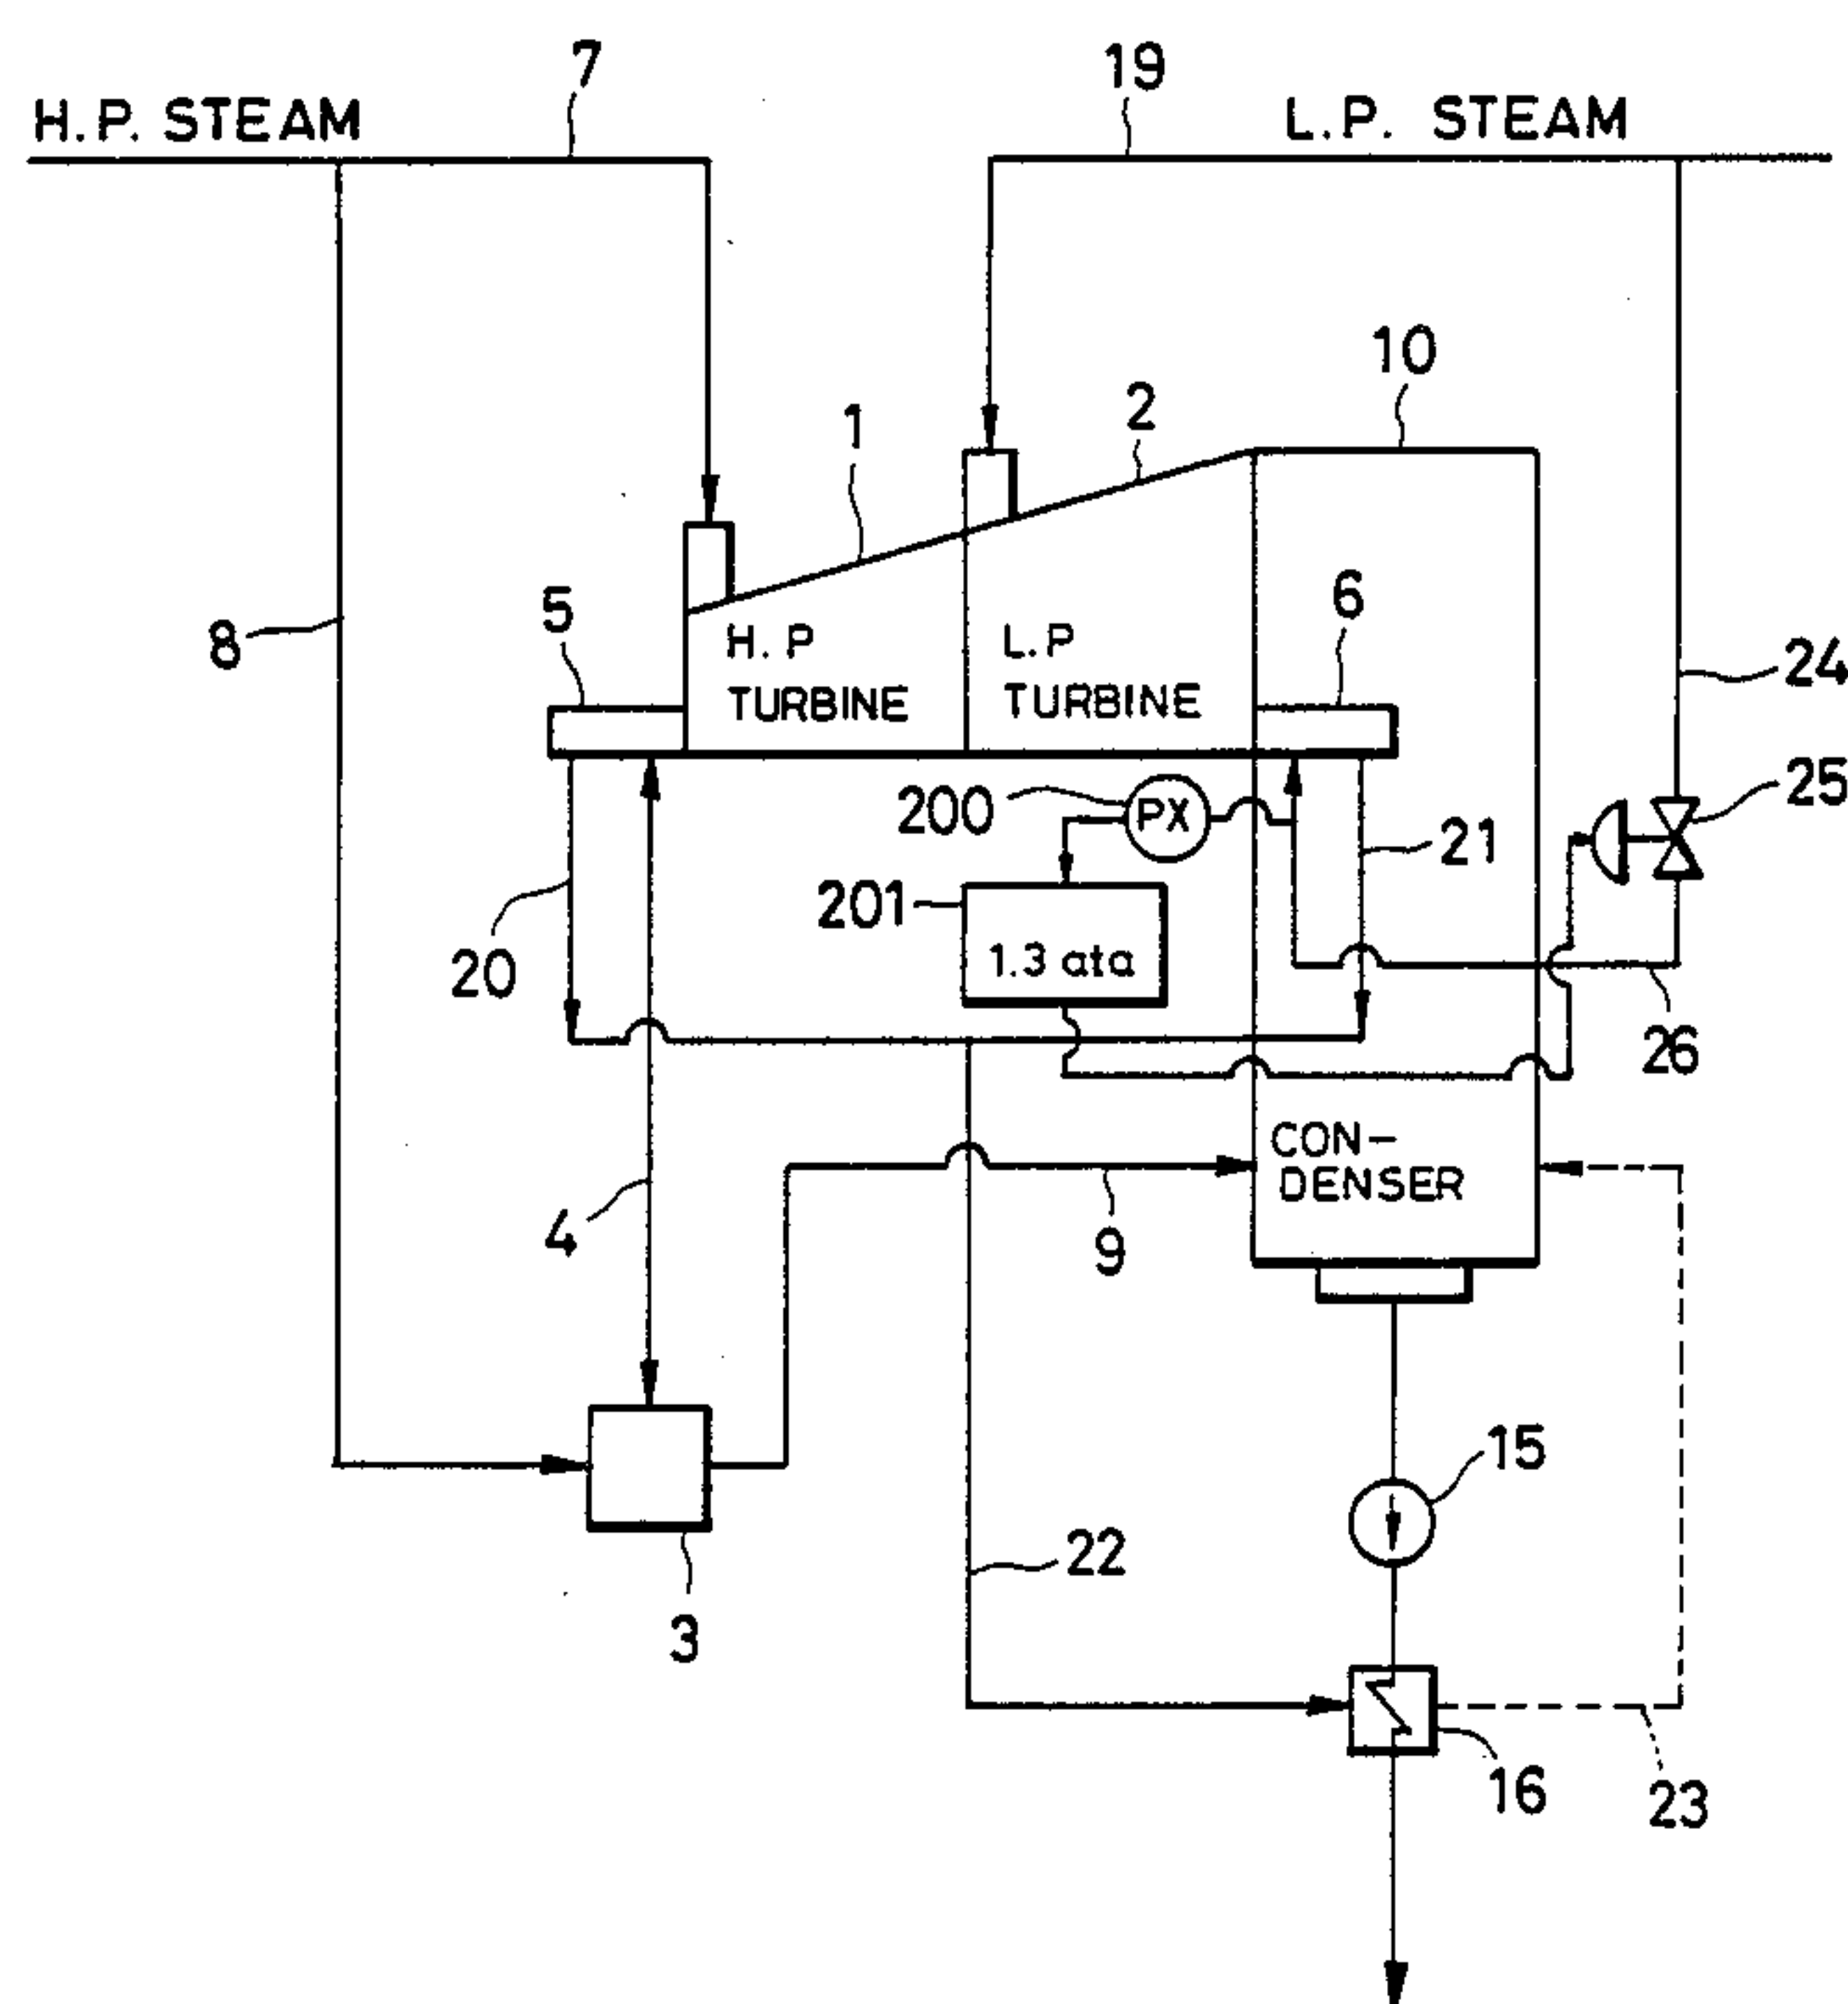 7
19
H.P. STEAM
L.P. STEAM
10
1
2
5
6
8
H.P
TURBINE
L.P
TURBINE
24
25
200
PX
21
201
1.3 ata
20
26
CON-
DENSER
4
9
15
22
3
16
23